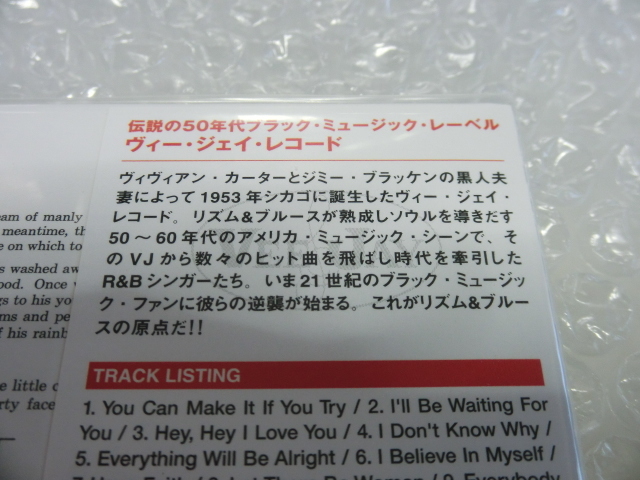 伝説の50年代ブラック・ミュージック・レーベル
ヴィー・ジェイ・レコード
ヴィヴィアン・カーターとジミー・ブラッケンの黒人夫
妻によって1953年シカゴに誕生したヴィー・ジェイ・
レコード。リズム&ブルースが熟成しソウルを導きだす
50〜60年代のアメリカ・ミュージック・シーンで、そ
のVJから数々のヒット曲を飛ばし時代を牽引した
R&Bシンガーたち。いま21世紀のブラック・ミュージッ
ク・ファンに彼らの逆襲が始まる。これがリズム&ブルー
スの原点だ!!
TRACK LISTING
1. You Can Make It If You Try / 2. I'll Be Waiting For
You / 3. Hey, Hey I Love You / 4. I Don't Know Why /
5. Everything Will Be Alright / 6. I Believe In Myself /
of manly
meantime,
on which to
washed
Once
to his
ms and
his
little
face